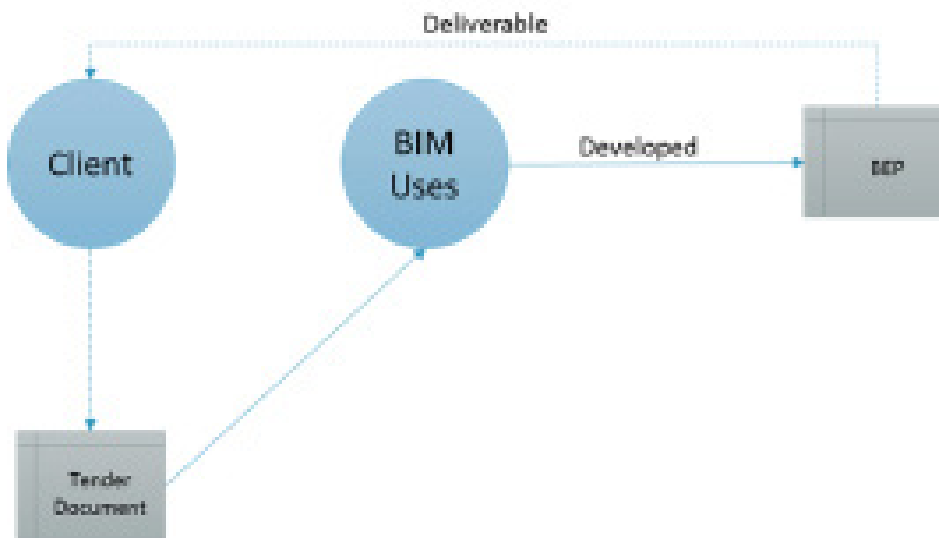 Deliverable
Client
BIM
Uses
Developed
BEP
Tender
Document